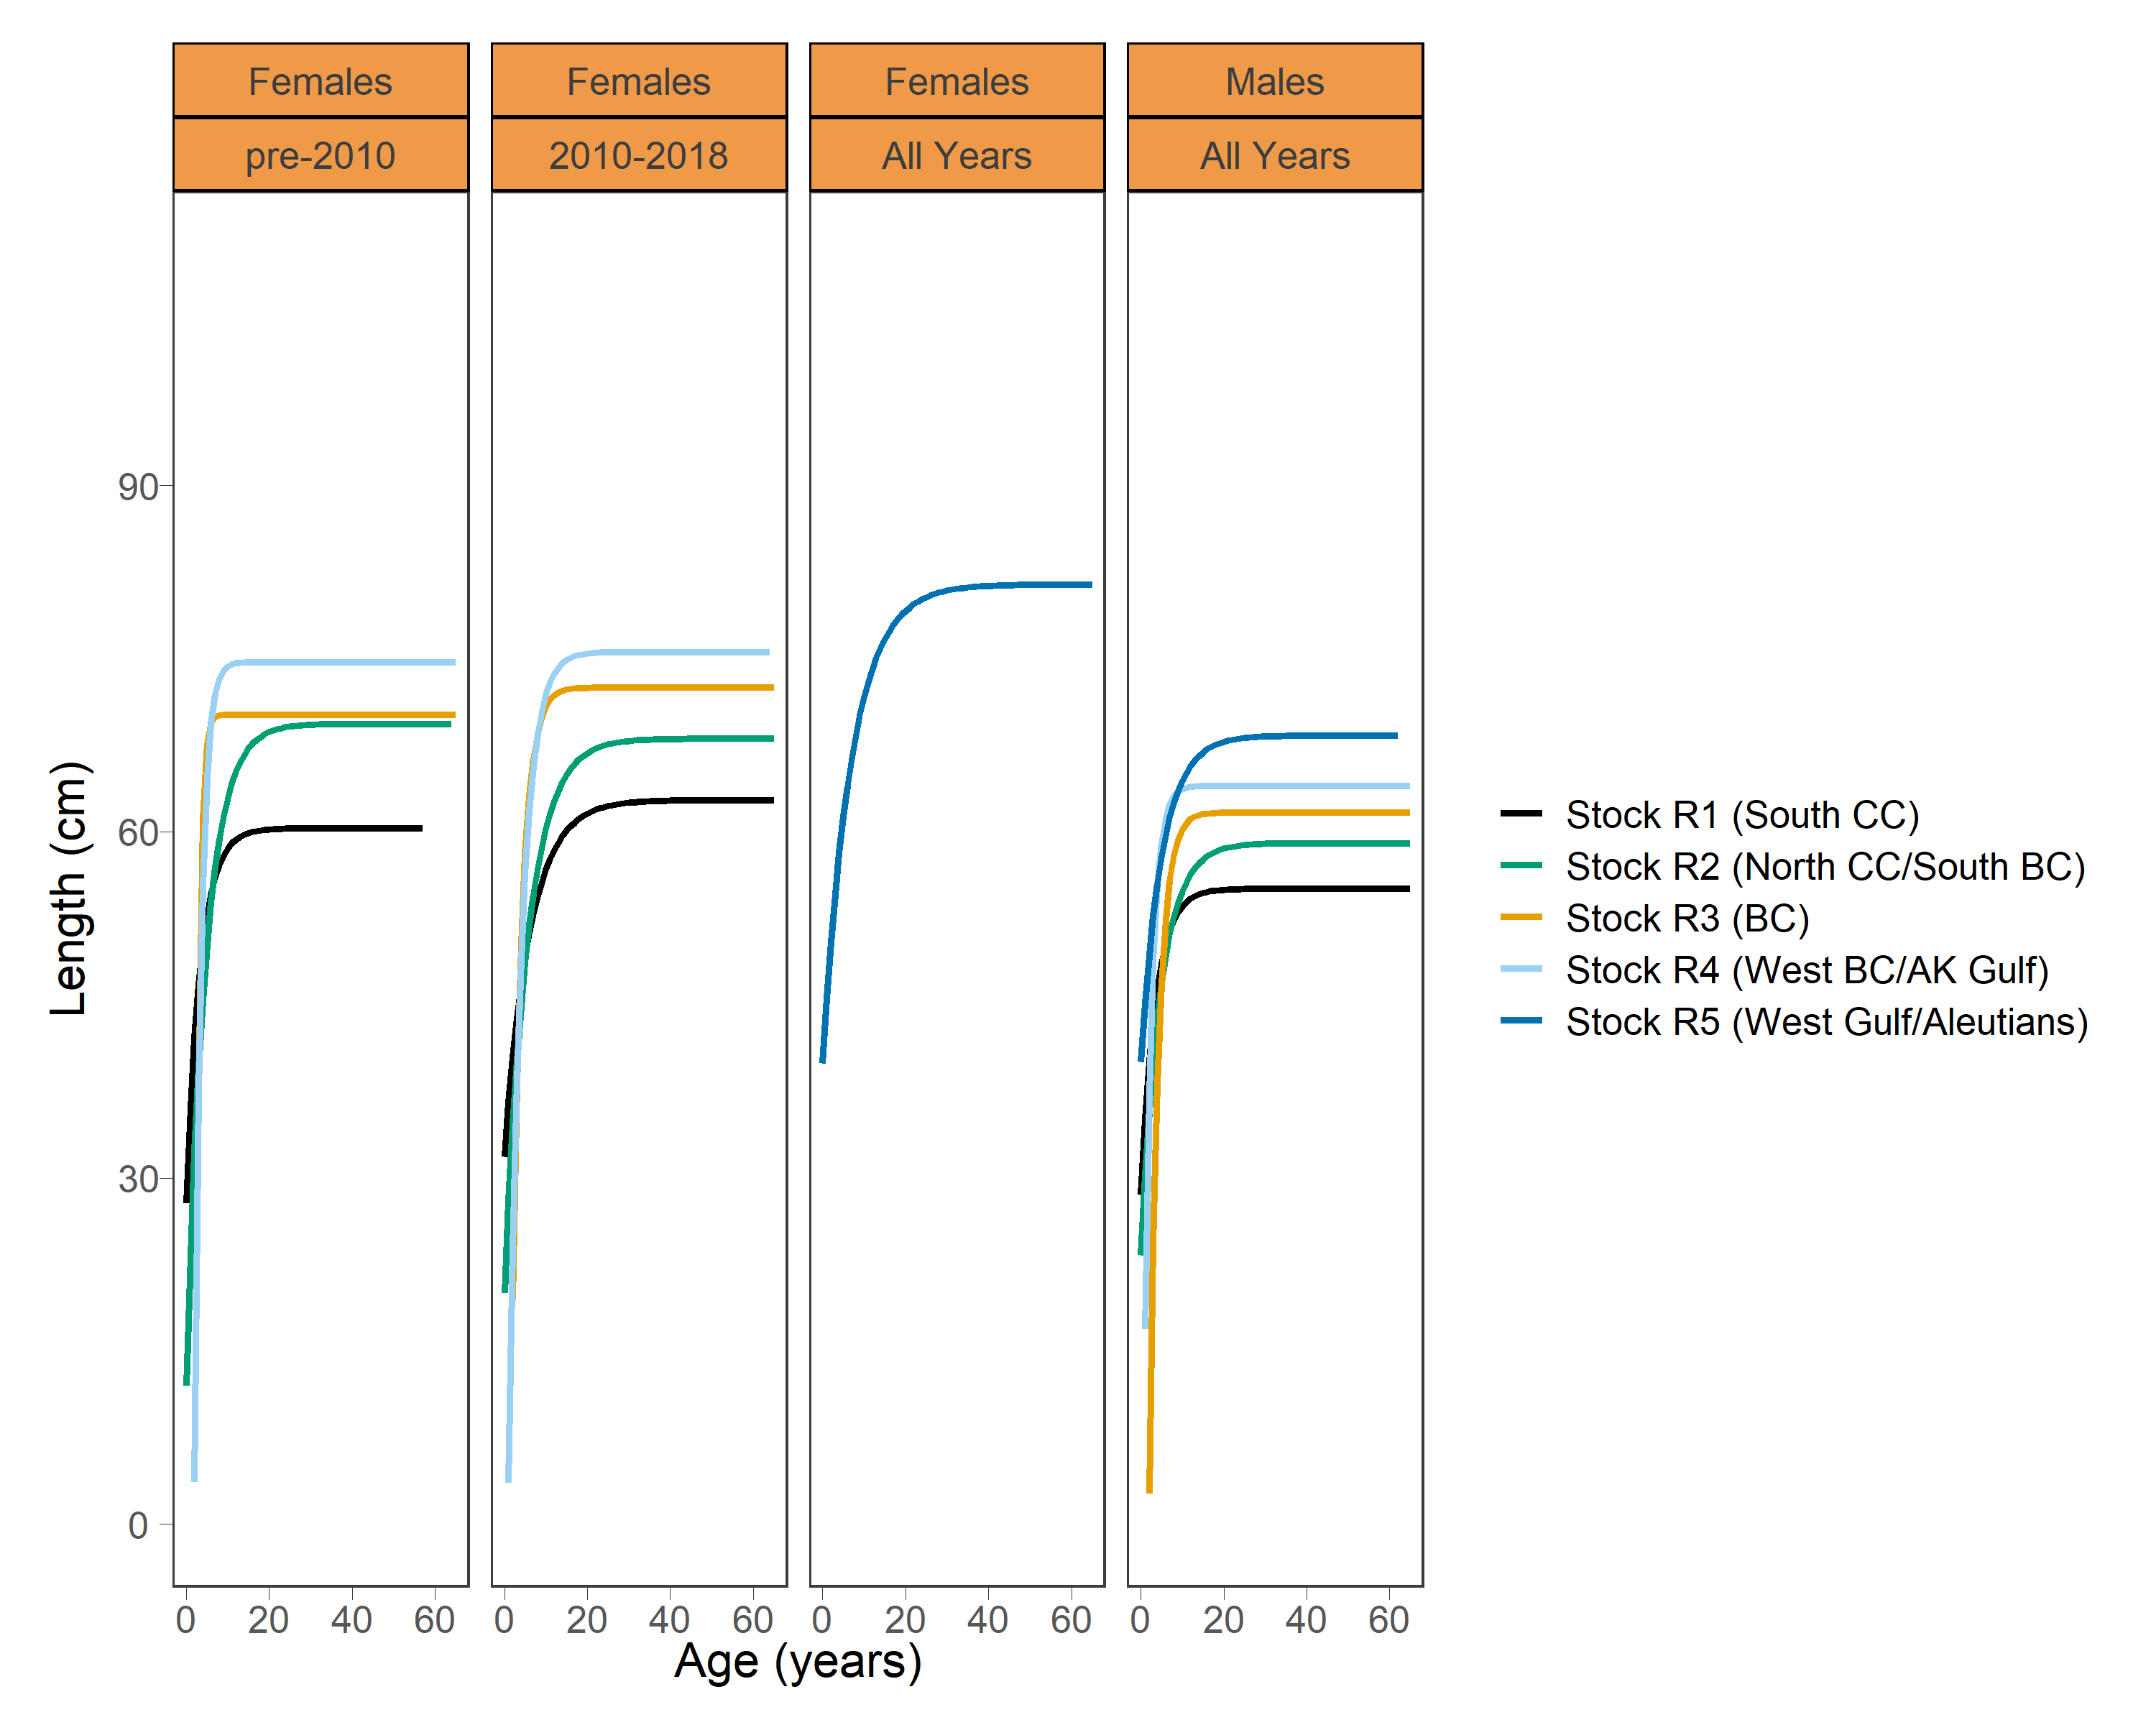 Females
Females
Females
Males
pre-2010
2010-2018
All Years
All Years
90
60
30
0
Length (cm)
0 20 40 60
0 20 40 60
0 20 40 60
0 20 40 60
Age (years)
Stock R1 (South CC)
Stock R2 (North CC/South BC)
Stock R3 (BC)
Stock R4 (West BC/AK Gulf)
Stock R5 (West Gulf/Aleutians)